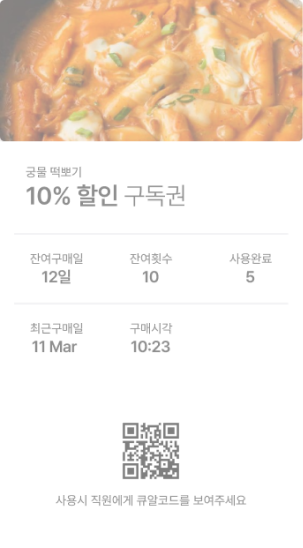 궁물 떡뽀기
10% 할인 구독권
잔여구매일 잔여횟수 사용완료
12일 10 5
최근구매일 구매시각
11 Mar 10:23
사용시 직원에게 큐알코드를 보여주세요